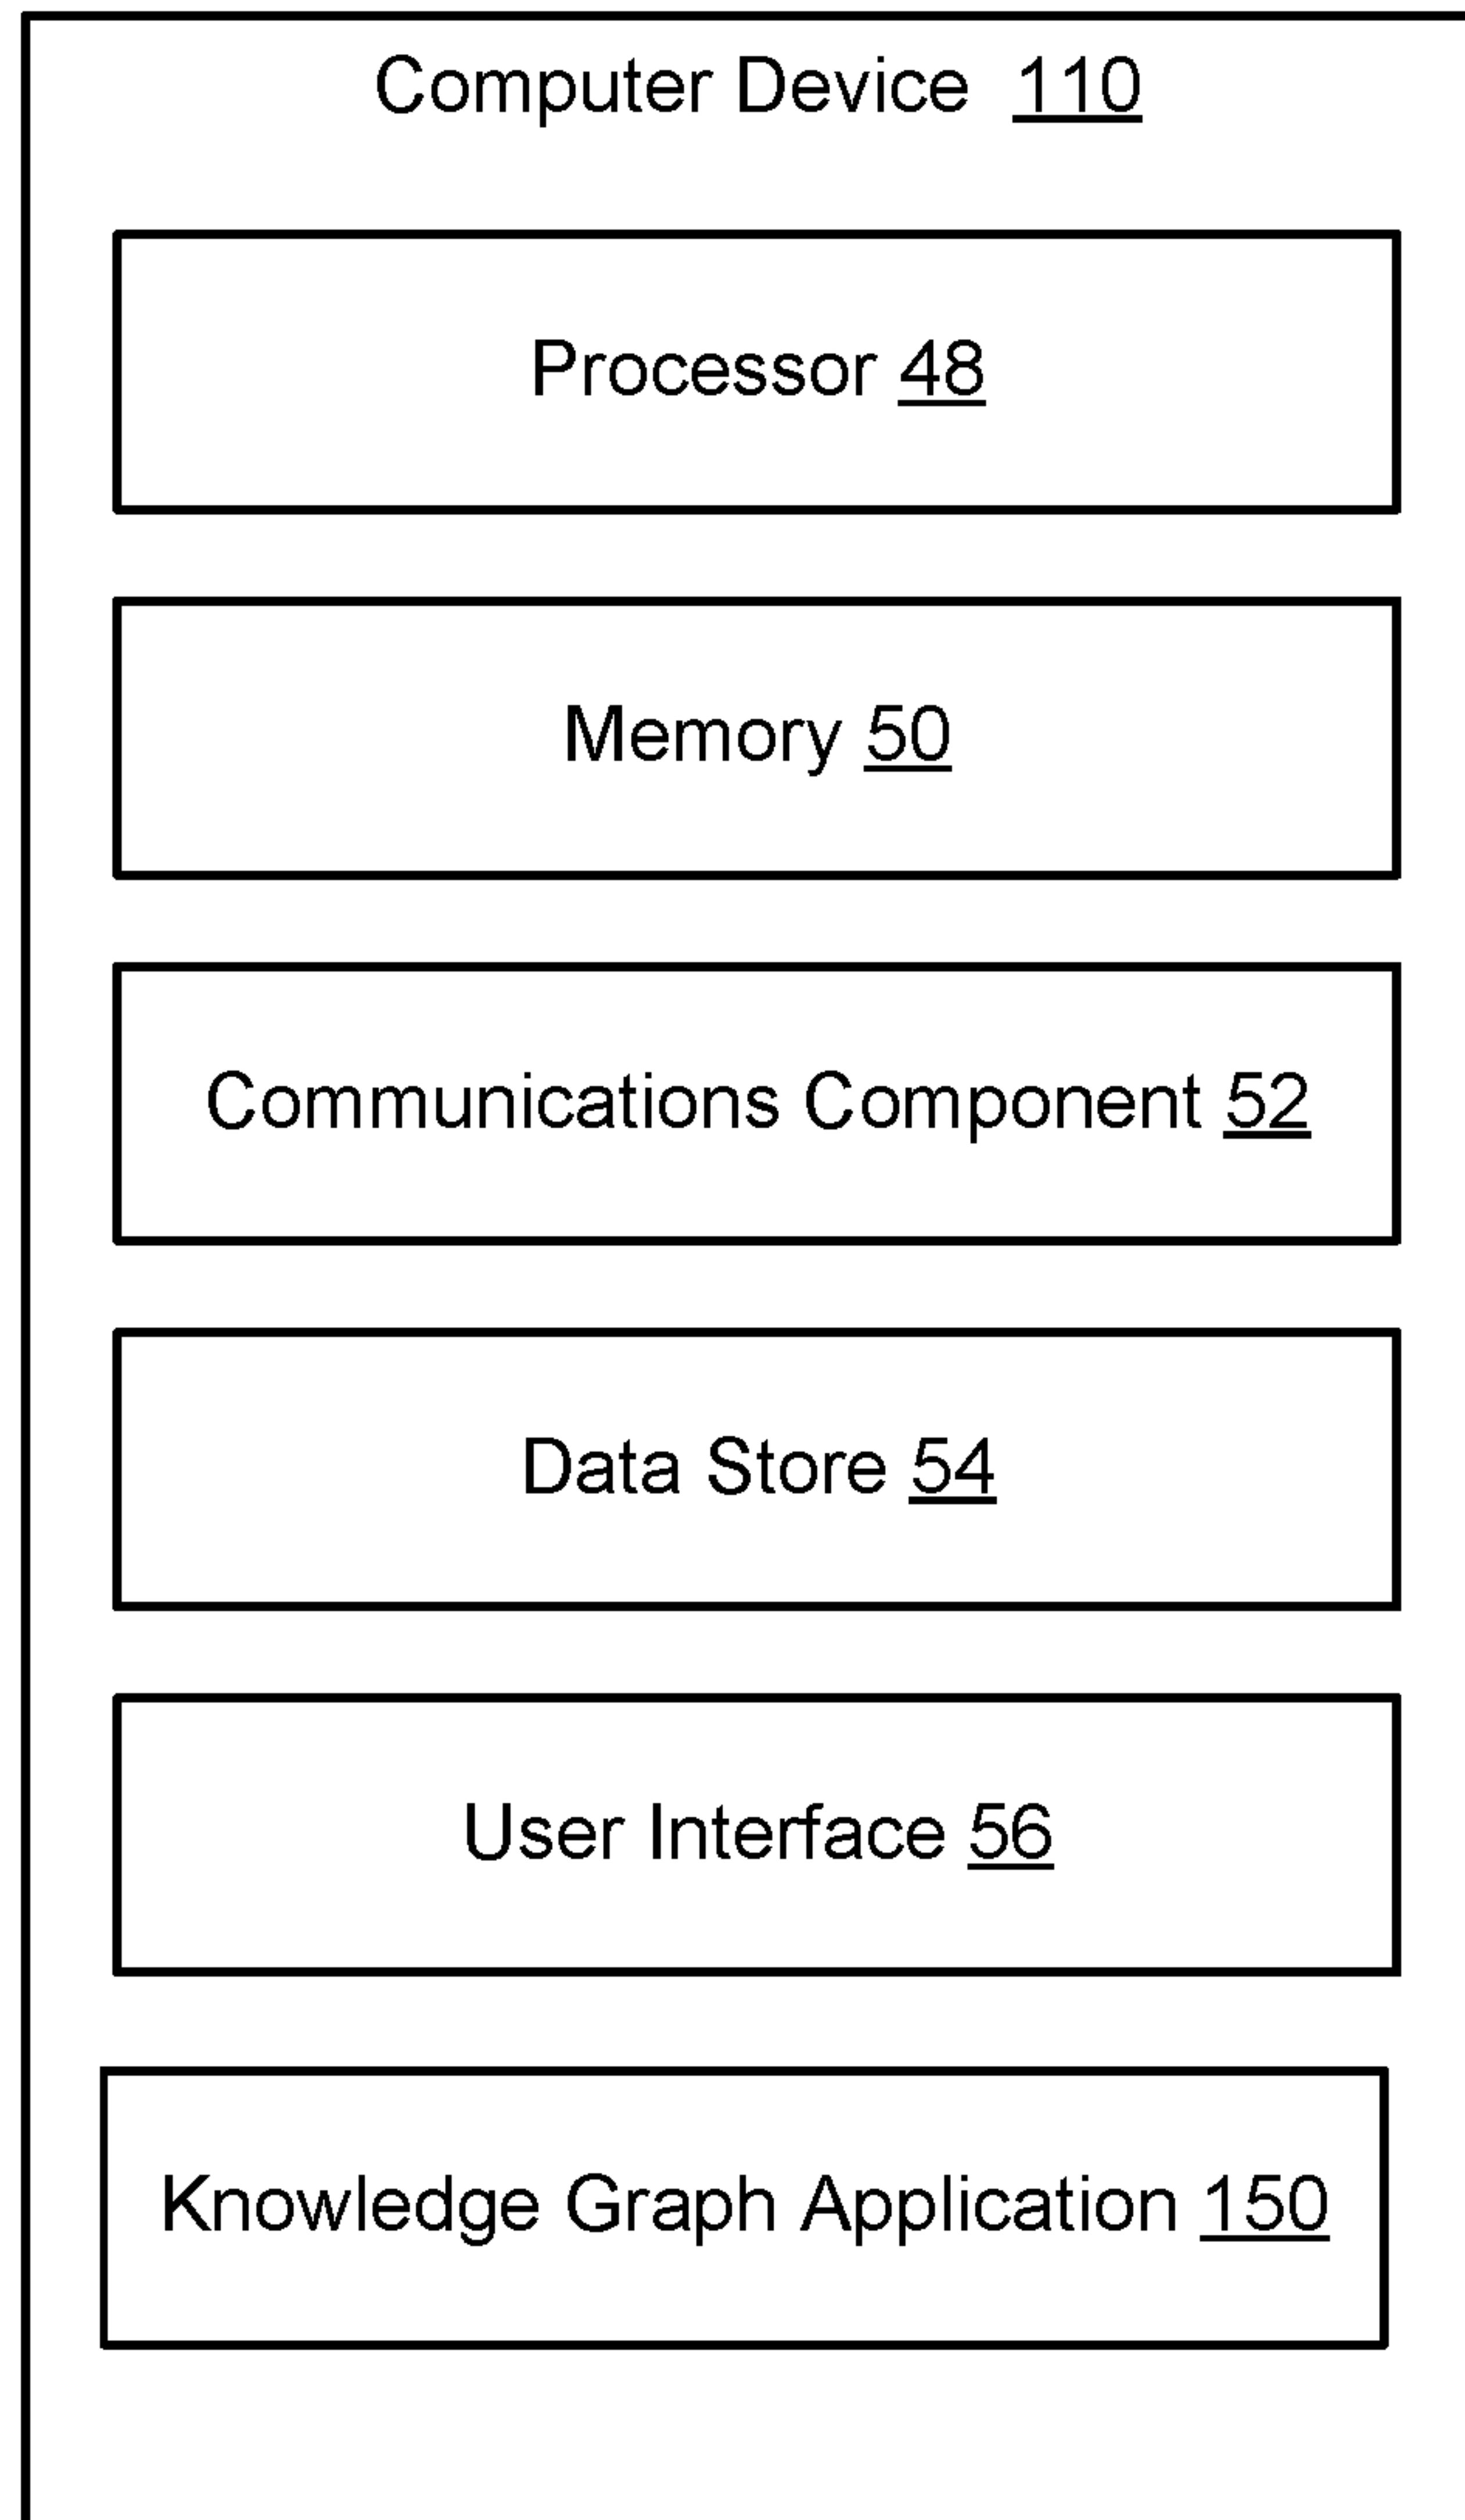 Computer Device 110
Processor 48
Memory 50
Communications Component 52
Data Store 54
User Interface 56
Knowledge Graph Application 150